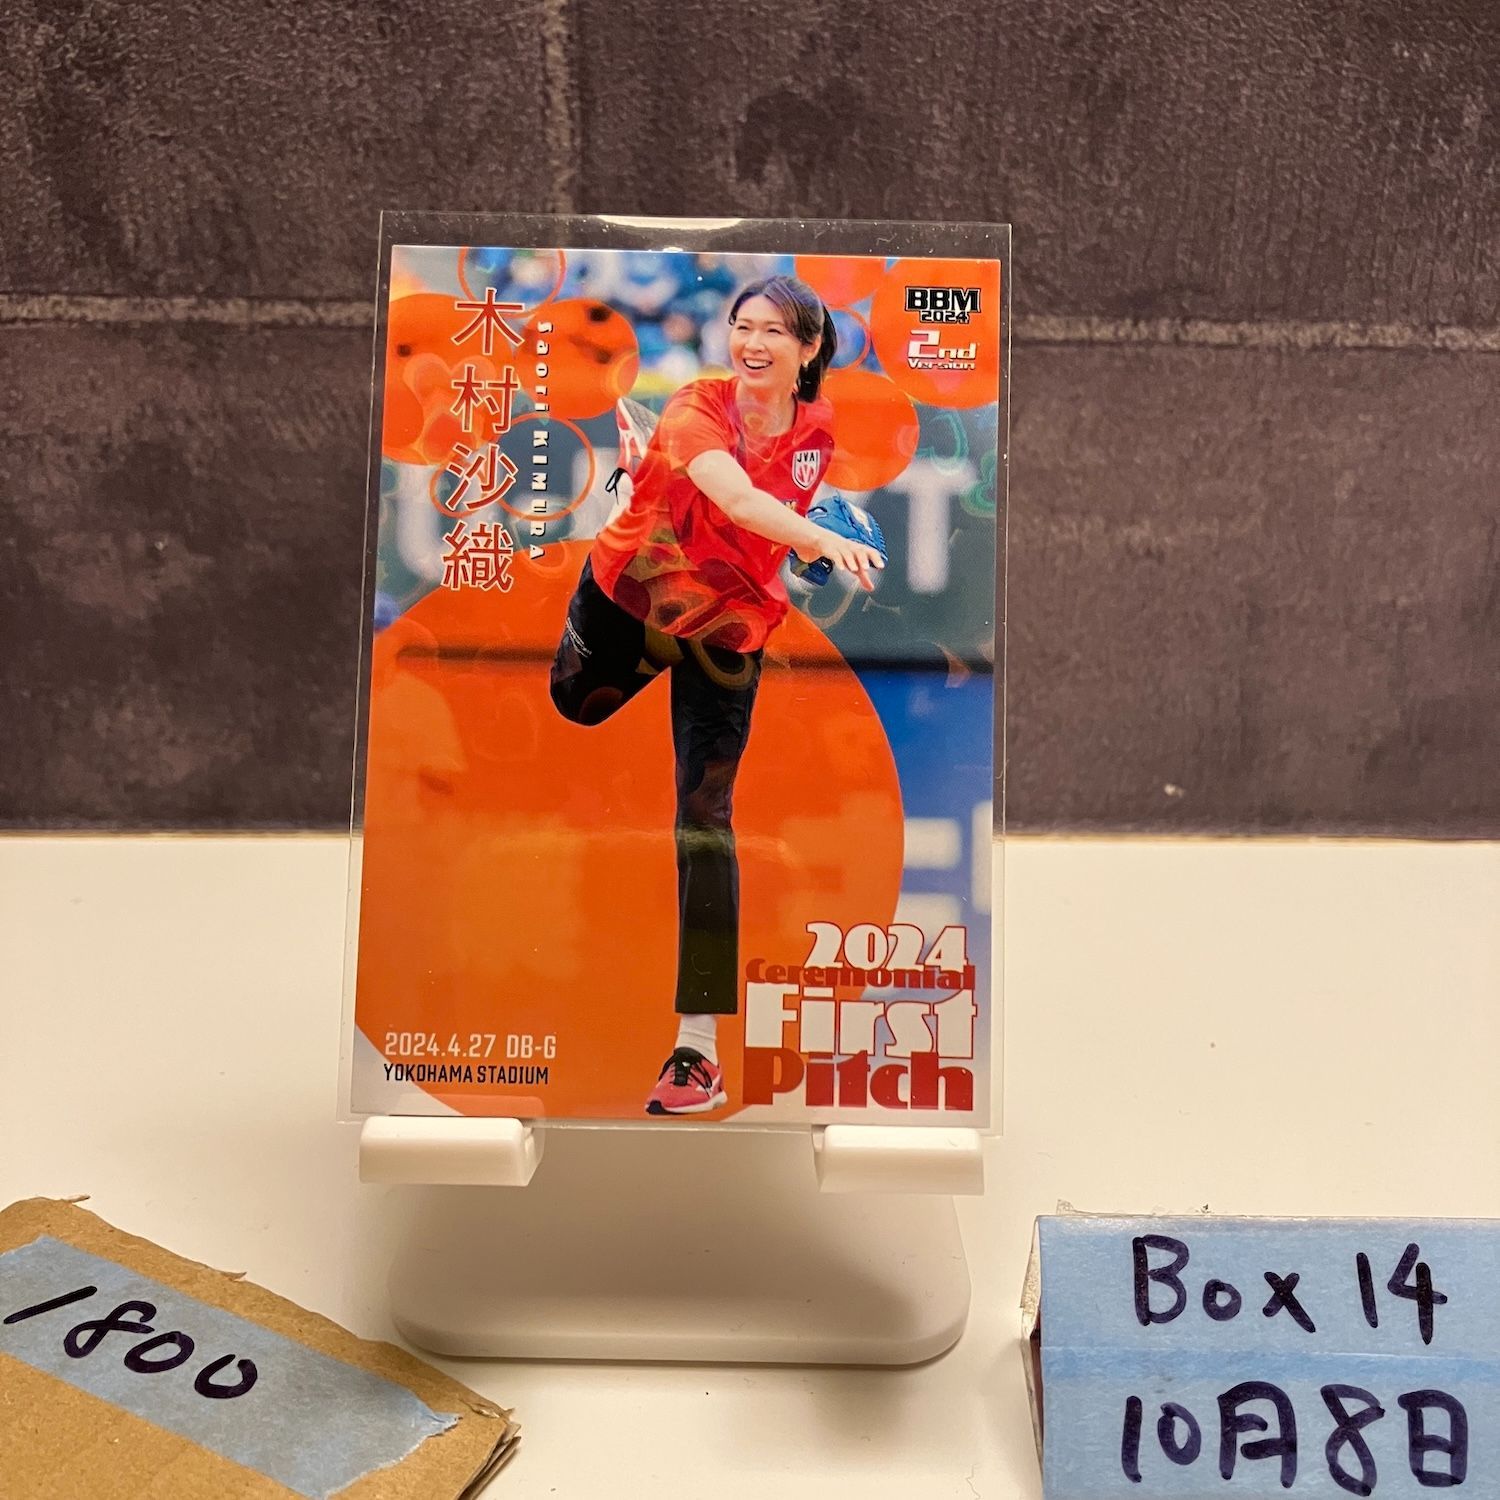 木村沙織
Saori KIMURA
BBM
2024
2nd
Version
JVA
2024
Ceremonial
First
Pitch
2024.4.27 DB-G
YOKOHAMA STADIUM
1800
Box 14
10月8日